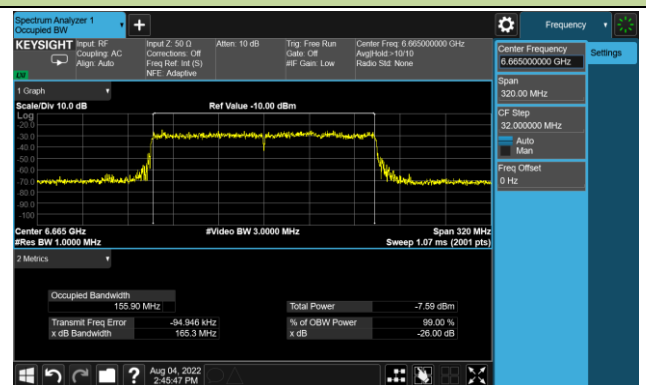 Spectrum Analyzer 1
Occupied BW
Frequency
KEYSIGHT
Input: RF
Coupling: AC
Align: Auto
Input Z: 50 Ω
Corrections: Off
Freq Ref: Int (S)
NFE: Adaptive
Atten: 10 dB
Trig: Free Run
Gate: Off
#IF Gain: Low
Center Freq: 6.665000000 GHz
Avg|Hold:>10/10
Radio Std: None
Center Frequency
6.665000000 GHz
Settings
Span
320.00 MHz
CF Step
32.000000 MHz
Auto
Man
Freq Offset
0 Hz
1 Graph
Scale/Div 10.0 dB
Ref Value -10.00 dBm
Log
-20.0
-30.0
-40.0
-50.0
-60.0
-70.0
-80.0
-90.0
-100
Center 6.665 GHz
#Video BW 3.0000 MHz
Span 320 MHz
#Res BW 1.0000 MHz
Sweep 1.07 ms (2001 pts)
2 Metrics
Occupied Bandwidth
155.90 MHz
Total Power -7.59 dBm
Transmit Freq Error -94.946 kHz
% of OBW Power 99.00 %
x dB Bandwidth 165.3 MHz
x dB -26.00 dB
?
Aug 04, 2022
2:45:47 PM